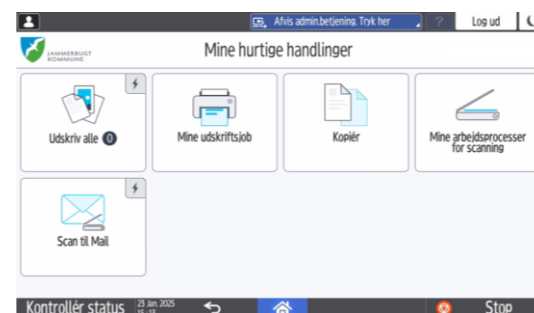 Afvis admin.betjening. Tryk her
?
Log ud
JAMMERBUGT
KOMMUNE
Mine hurtige handlinger
Udskriv alle 0
Mine udskriftsjob
Kopiér
Mine arbejdsprocesser
for scanning
Scan til Mail
Kontrollér status
23 Jan. 2025
Stop